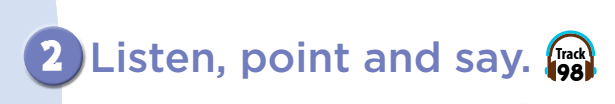 2 Listen, point and say. Track
98